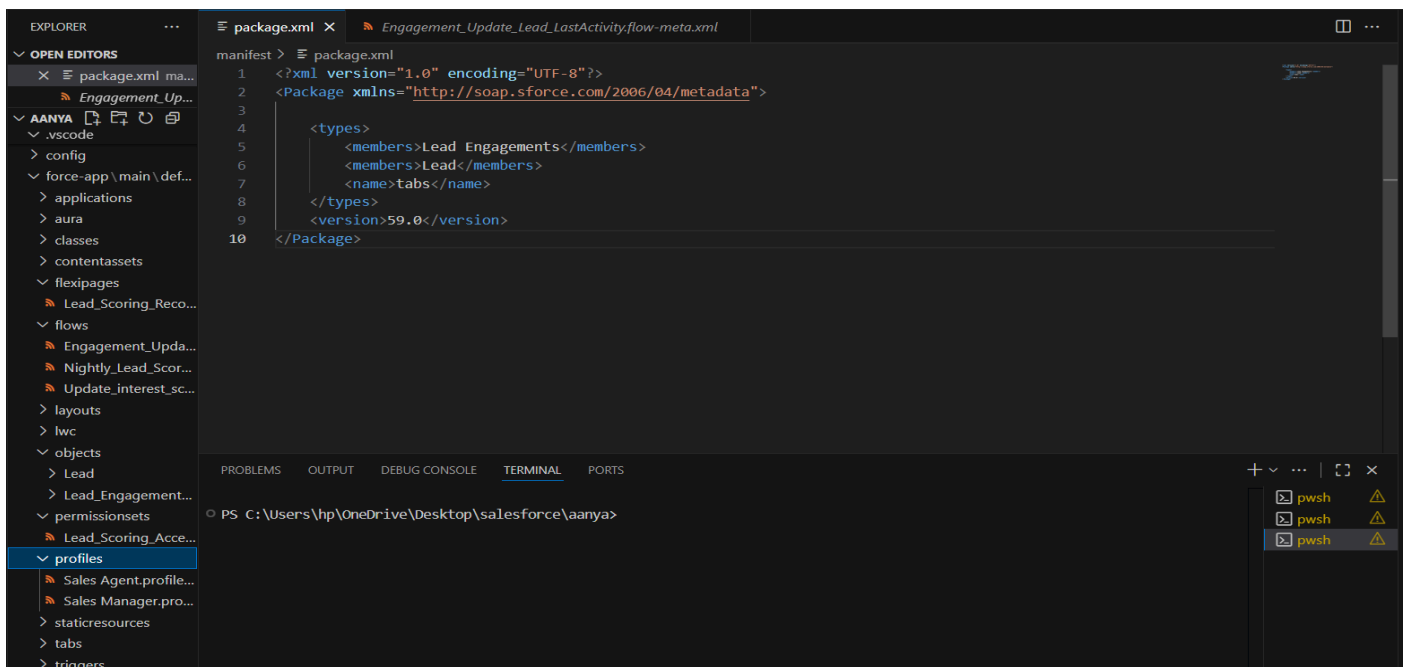 EXPLORER ...
OPEN EDITORS
package.xml ma...
Engagement_Up...
AANYA
.vscode
config
force-app\main\def...
applications
aura
classes
contentassets
flexipages
Lead_Scoring_Reco...
flows
Engagement_Upda...
Nightly_Lead_Scor...
Update_interest_sc...
layouts
lwc
objects
Lead
Lead_Engagement...
permissionsets
Lead_Scoring_Acce...
profiles
Sales Agent.profile...
Sales Manager.pro...
staticresources
tabs
triggers
package.xml Engagement_Update_Lead_LastActivity.flow-meta.xml
manifest > package.xml
1 <?xml version="1.0" encoding="UTF-8"?>
2 <Package xmlns="http://soap.sforce.com/2006/04/metadata">
3
4 <types>
5 <members>Lead Engagements</members>
6 <members>Lead</members>
7 <name>tabs</name>
8 </types>
9 <version>59.0</version>
10 </Package>
PROBLEMS OUTPUT DEBUG CONSOLE TERMINAL PORTS
PS C:\Users\hp\OneDrive\Desktop\salesforce\aanya>
pwsh
pwsh
pwsh